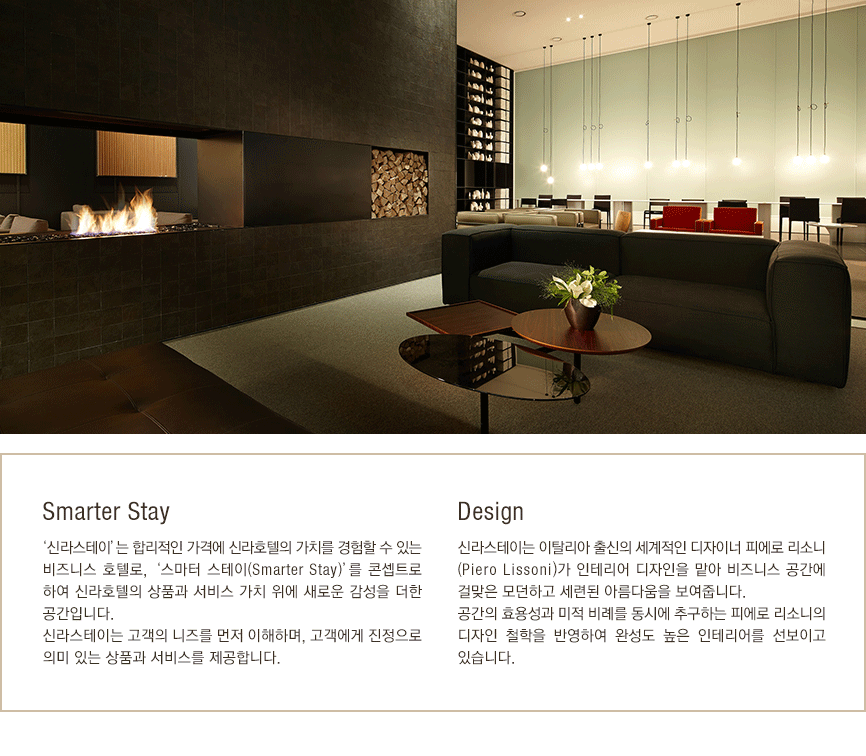 Smarter Stay
‘신라스테이’는 합리적인 가격에 신라호텔의 가치를 경험할 수 있는
비즈니스 호텔로, ‘스마터 스테이(Smarter Stay)’를 콘셉트로
하여 신라호텔의 상품과 서비스 가치 위에 새로운 감성을 더한
공간입니다.
신라스테이는 고객의 니즈를 먼저 이해하며, 고객에게 진정으로
의미 있는 상품과 서비스를 제공합니다.
Design
신라스테이는 이탈리아 출신의 세계적인 디자이너 피에로 리소니
(Piero Lissoni)가 인테리어 디자인을 맡아 비즈니스 공간에
걸맞은 모던하고 세련된 아름다움을 보여줍니다.
공간의 효용성과 미적 비례를 동시에 추구하는 피에로 리소니의
디자인 철학을 반영하여 완성도 높은 인테리어를 선보이고
있습니다.